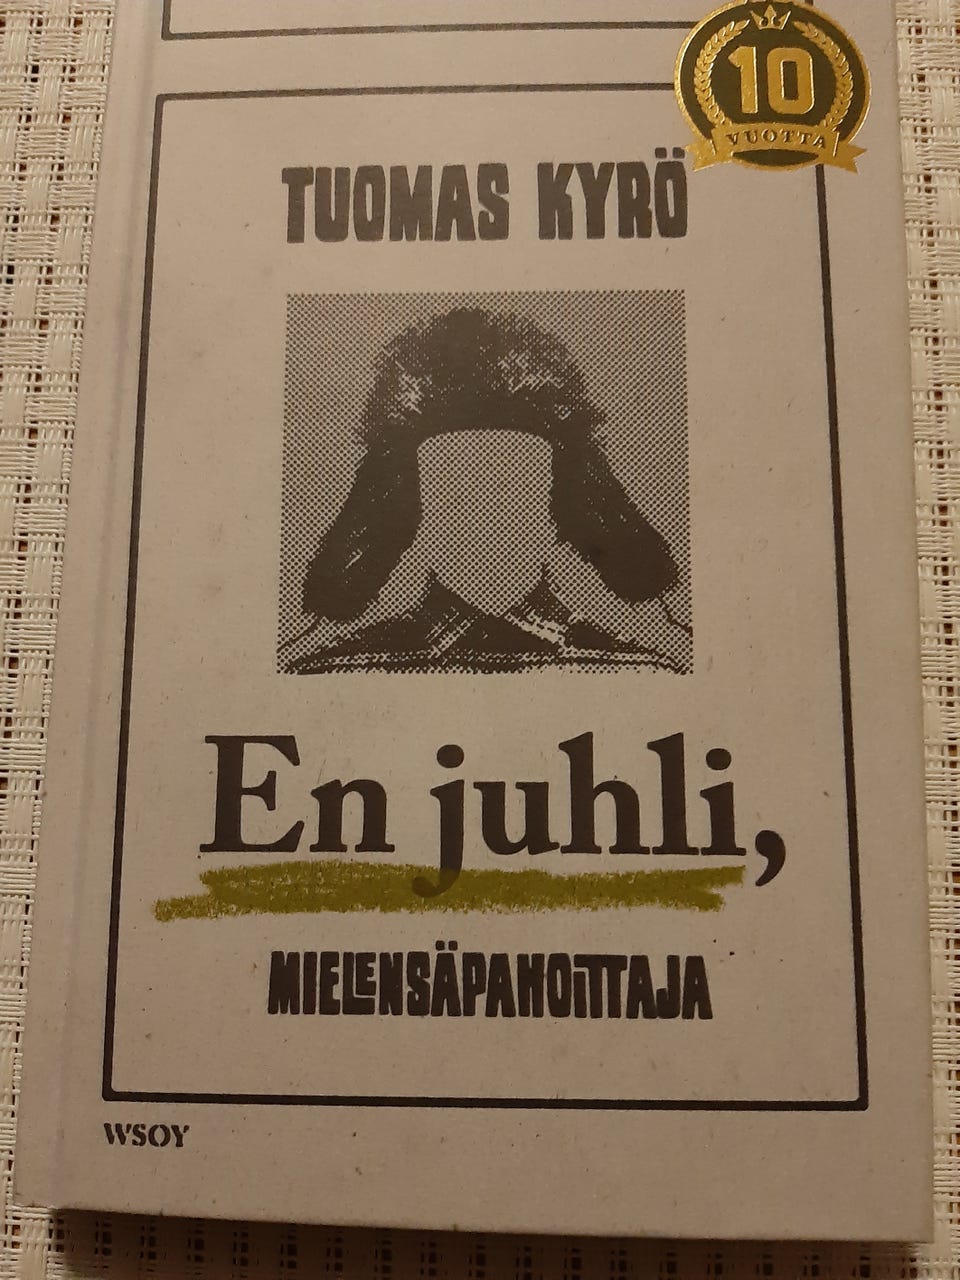 10
VUOTTA
TUOMAS KYRÖ
En juhli,
MIELENSÄPAHOITTAJA
WSOY